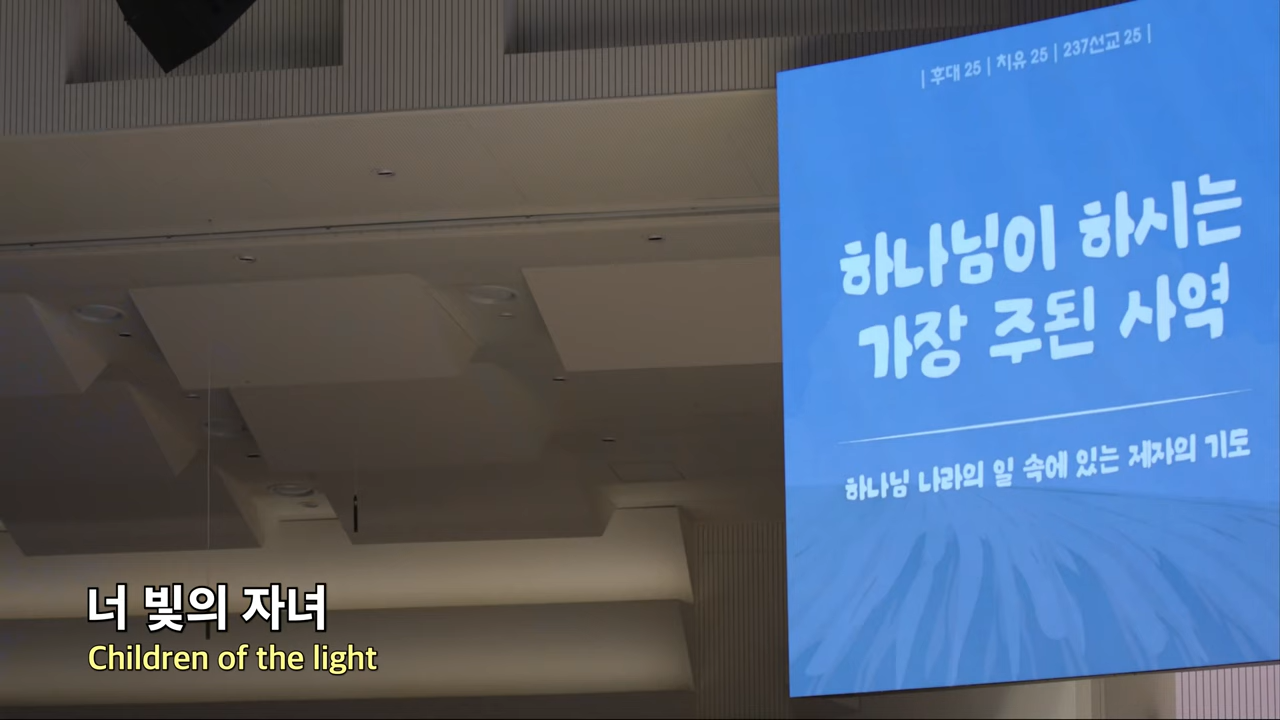 | 후대 25 | 치유 25 | 237선교 25 |
하나님이 하시는
가장 주된 사역
하나님 나라의 일 속에 있는 제자의 기도
너 빛의 자녀
Children of the light